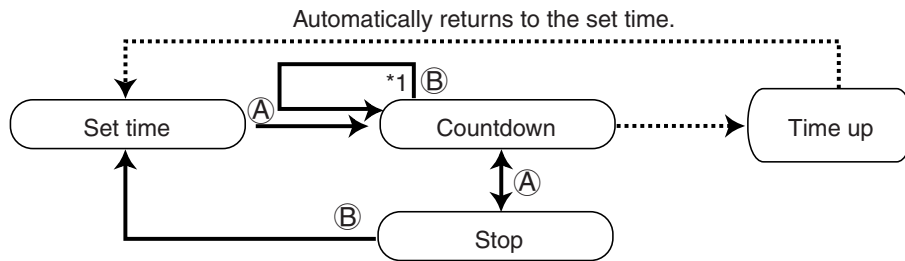 Automatically returns to the set time.
*1 Ⓑ
Set time Ⓐ Countdown Time up
Ⓐ
Ⓑ Stop